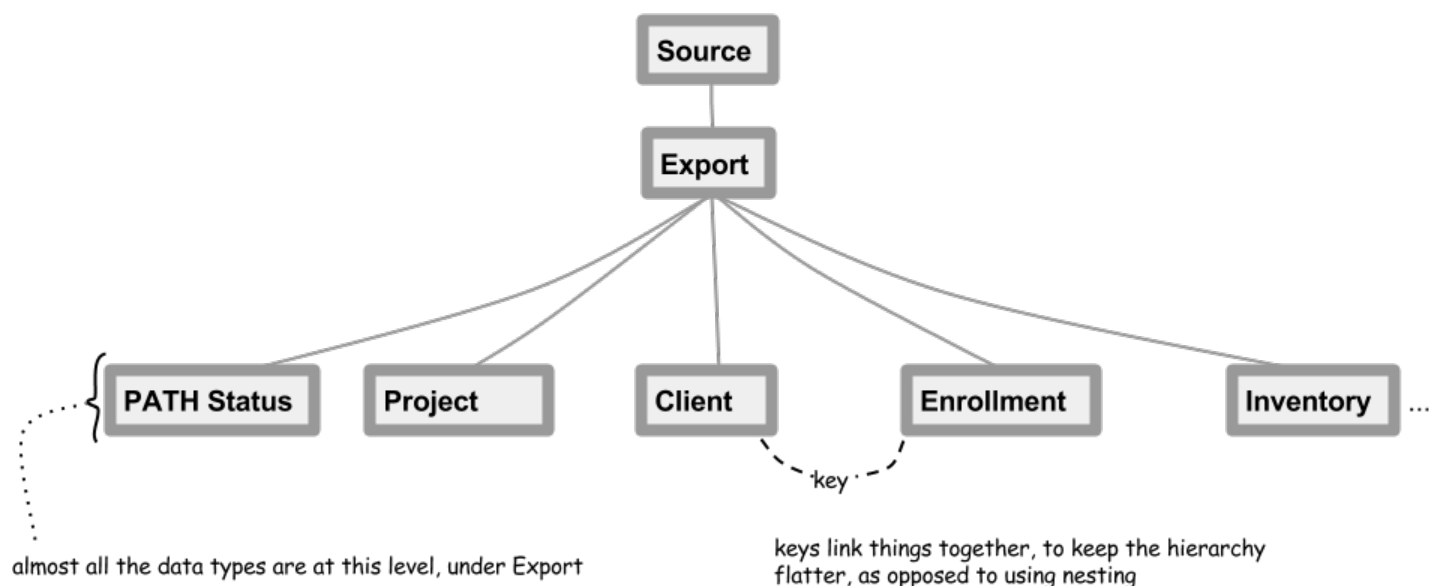 Source
Export
PATH Status
Project
Client
Enrollment
Inventory
...
key
almost all the data types are at this level, under Export
keys link things together, to keep the hierarchy
flatter, as opposed to using nesting